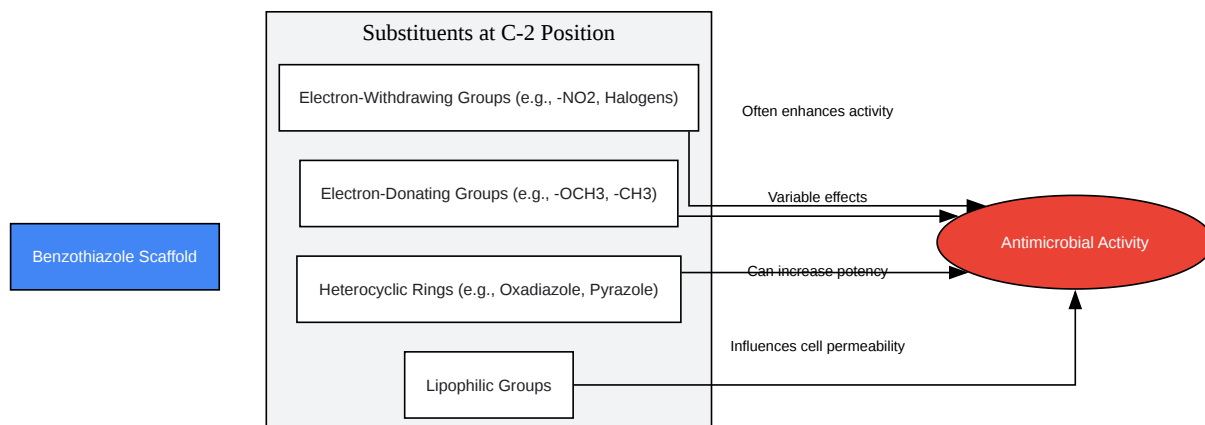 Substituents at C-2 Position
Electron-Withdrawing Groups (e.g., -NO2, Halogens)
Often enhances activity
Electron-Donating Groups (e.g., -OCH3, -CH3)
Variable effects
Benzothiazole Scaffold
Antimicrobial Activity
Heterocyclic Rings (e.g., Oxadiazole, Pyrazole)
Can increase potency
Influences cell permeability
Lipophilic Groups